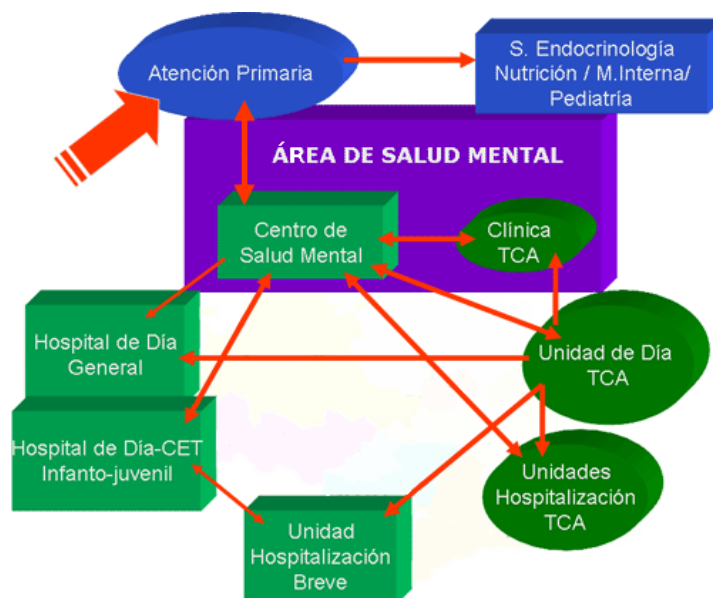 Atención Primaria
S. Endocrinología
Nutrición / M.Interna/
Pediatría
ÁREA DE SALUD MENTAL
Centro de
Salud Mental
Clínica
TCA
Hospital de Día
General
Unidad de Día
TCA
Hospital de Día-CET
Infanto-juvenil
Unidades
Hospitalización
TCA
Unidad
Hospitalización
Breve